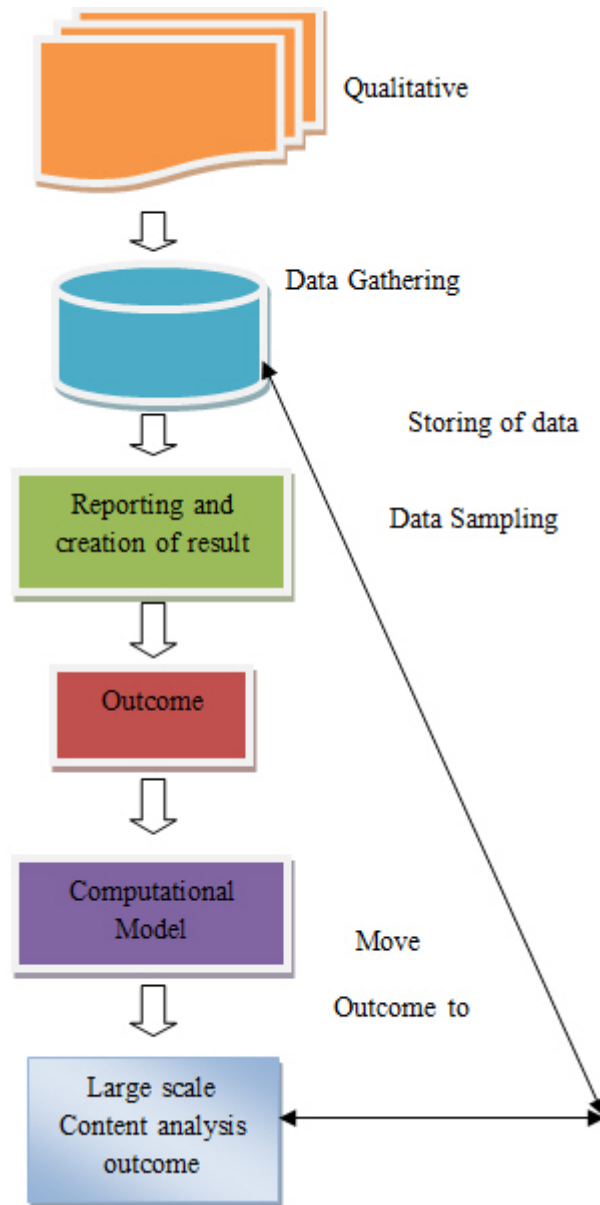 Qualitative
Data Gathering
Storing of data
Reporting and
creation of result
Data Sampling
Outcome
Computational
Model
Move
Outcome to
Large scale
Content analysis
outcome